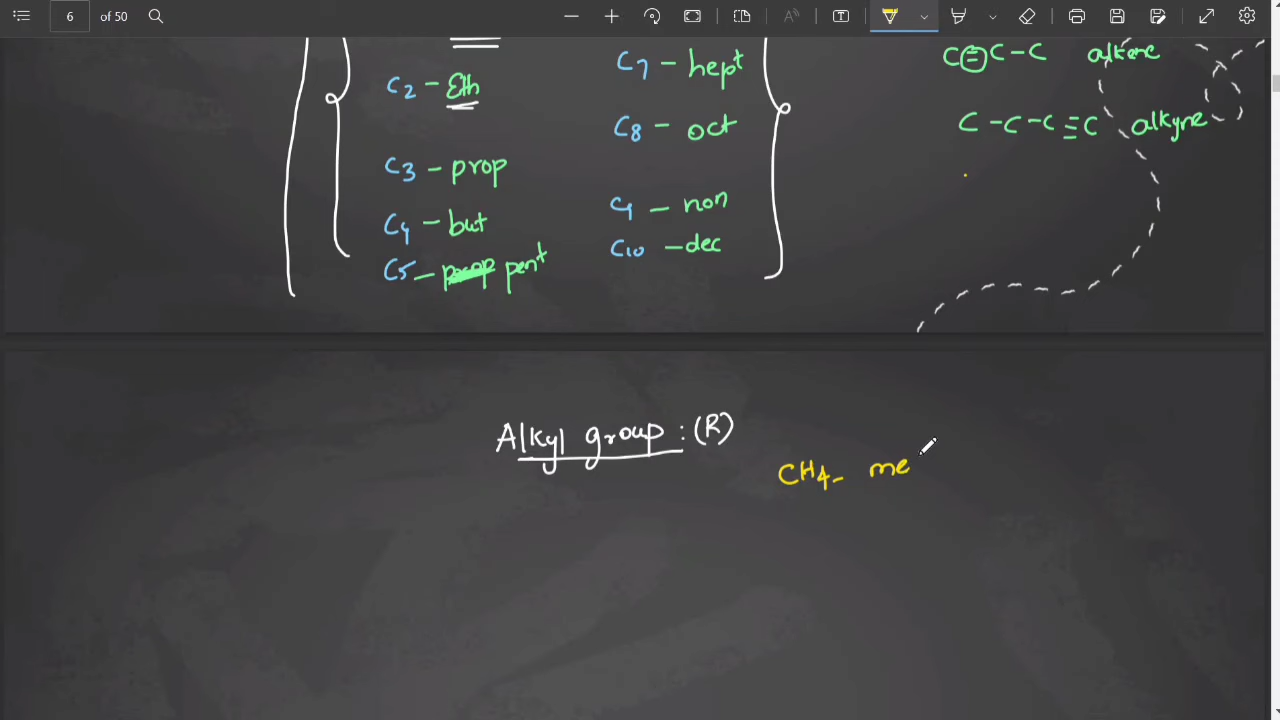 6 of 50
C2 - Eth
C3 - prop
C4 - but
C5 - pent
C7 - hept
C8 - oct
C9 - non
C10 - dec
C=C-C alkene
C-C-C≡C alkyne
Alkyl group : (R)
CH4- me